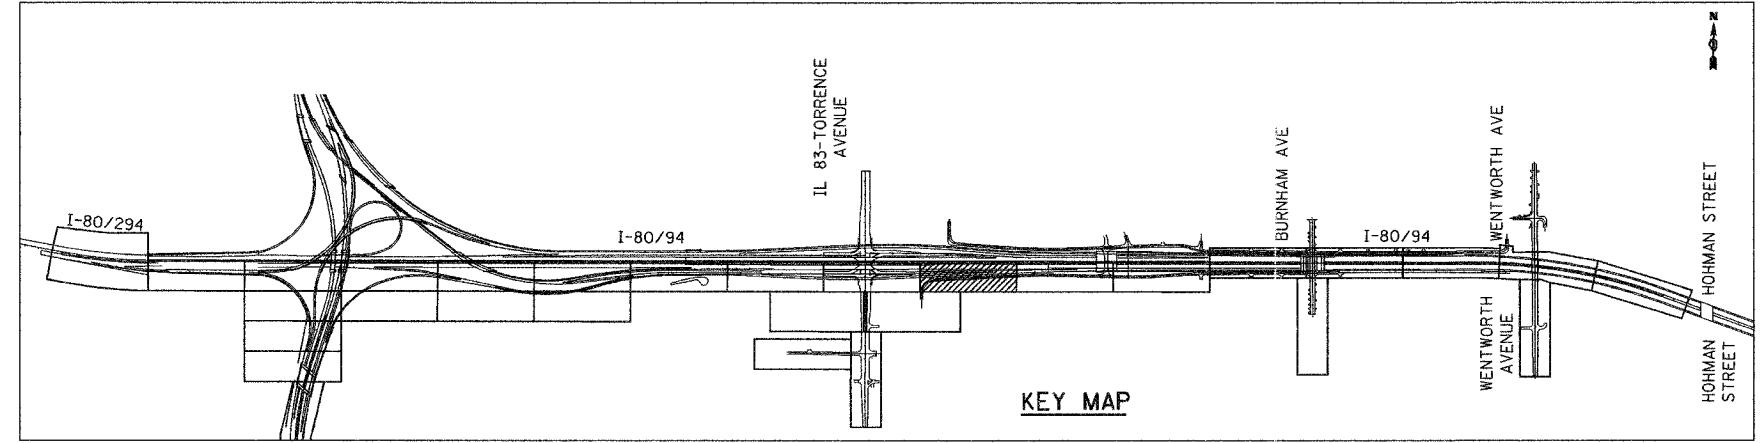 N
I-80/294
I-80/94
IL 83-TORRENCE
AVENUE
BURNHAM AVE
I-80/94
WENTWORTH AVE
WENTWORTH
AVENUE
HOHMAN STREET
HOHMAN
STREET
KEY MAP